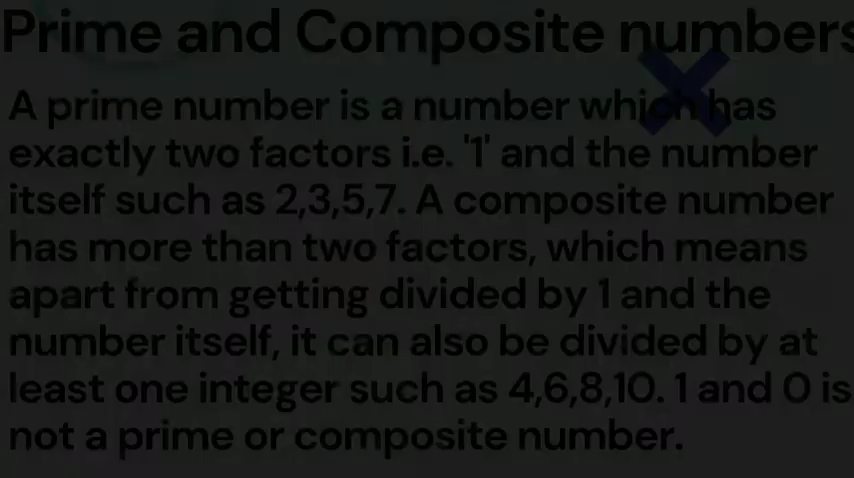 Prime and Composite numbers
A prime number is a number which has
exactly two factors i.e. '1' and the number
itself such as 2,3,5,7. A composite number
has more than two factors, which means
apart from getting divided by 1 and the
number itself, it can also be divided by at
least one integer such as 4,6,8,10. 1 and 0 is
not a prime or composite number.